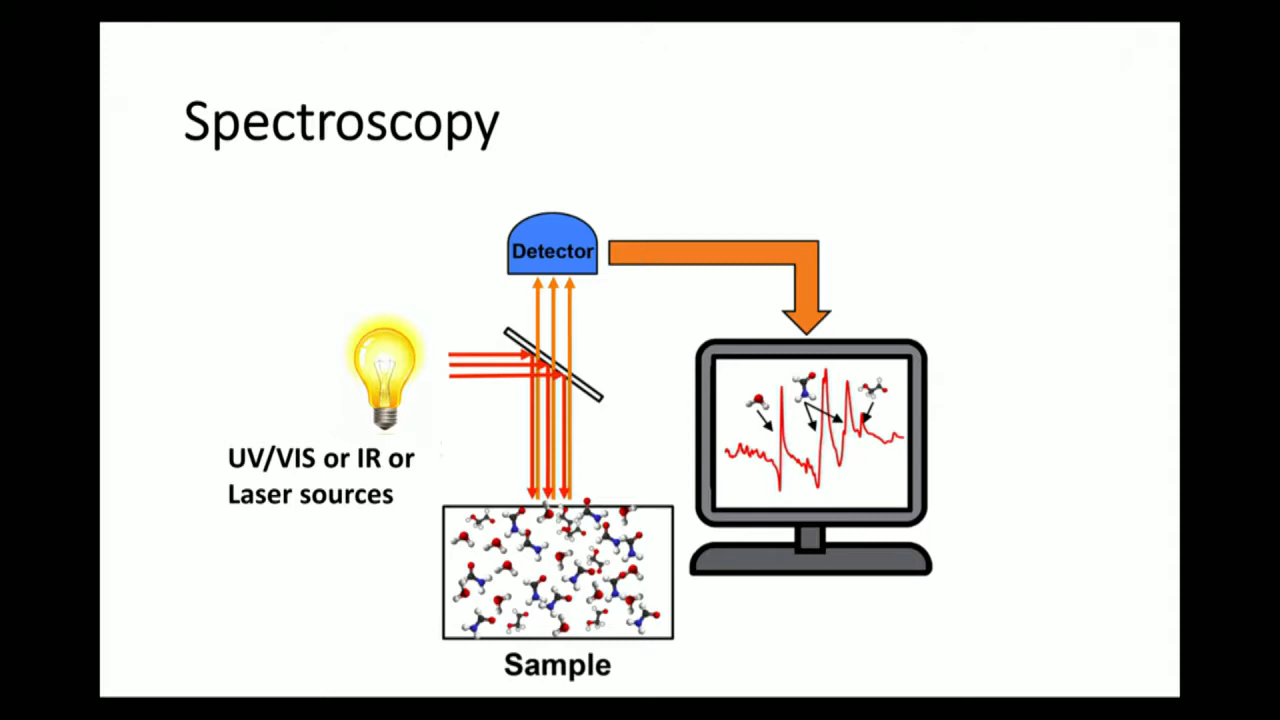 Spectroscopy
Detector
UV/VIS or IR or
Laser sources
Sample